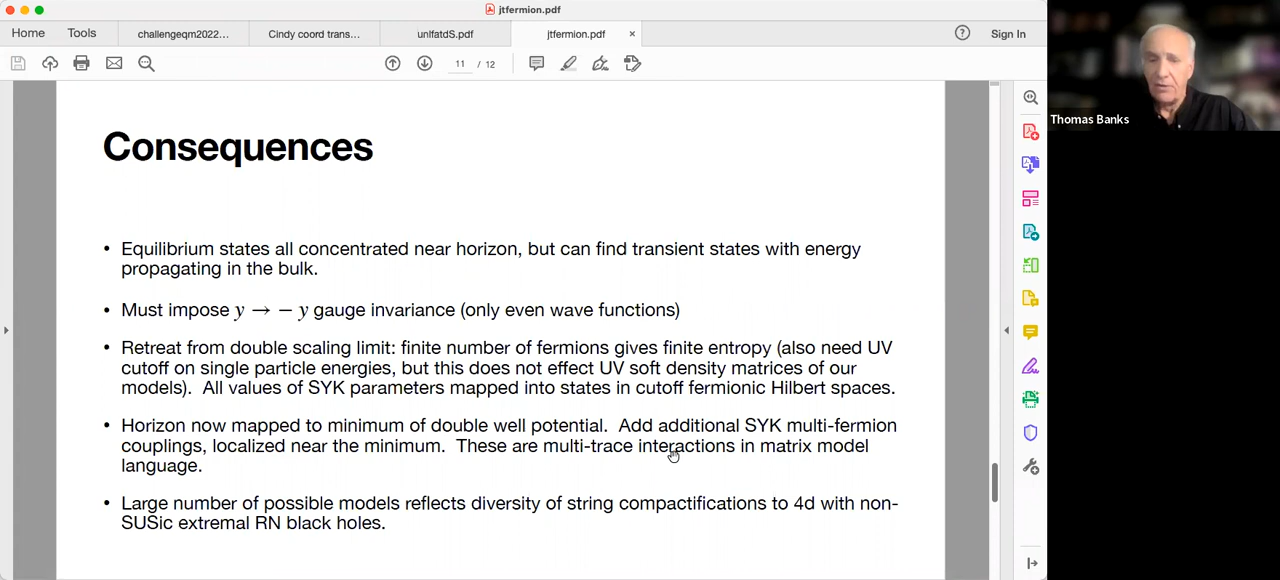 jtfermion.pdf
Home Tools challengeqm2022... Cindy coord trans... unlfatdS.pdf jtfermion.pdf × ? Sign In
11 / 12
Thomas Banks
Consequences
• Equilibrium states all concentrated near horizon, but can find transient states with energy
propagating in the bulk.
• Must impose y → − y gauge invariance (only even wave functions)
• Retreat from double scaling limit: finite number of fermions gives finite entropy (also need UV
cutoff on single particle energies, but this does not effect UV soft density matrices of our
models). All values of SYK parameters mapped into states in cutoff fermionic Hilbert spaces.
• Horizon now mapped to minimum of double well potential. Add additional SYK multi-fermion
couplings, localized near the minimum. These are multi-trace interactions in matrix model
language.
• Large number of possible models reflects diversity of string compactifications to 4d with non-
SUSic extremal RN black holes.